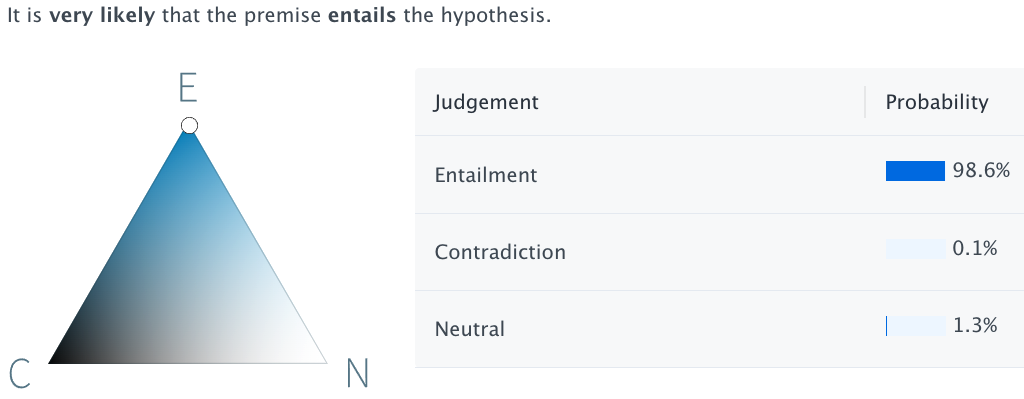 It is very likely that the premise entails the hypothesis.
E
Judgement Probability
Entailment 98.6%
Contradiction 0.1%
Neutral 1.3%
C N